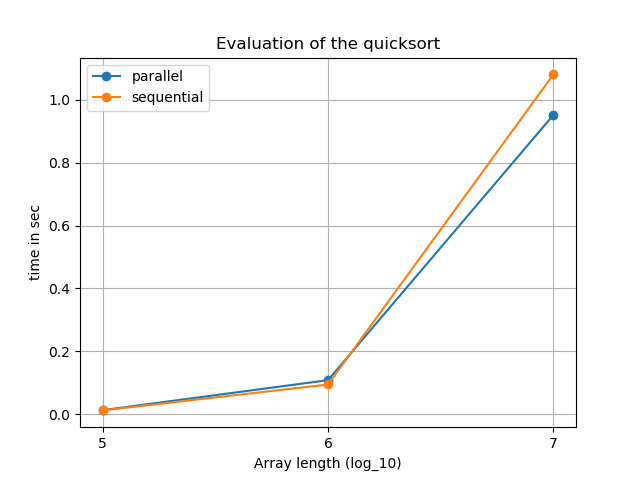 Evaluation of the quicksort
parallel
sequential
1.0
0.8
0.6
0.4
0.2
0.0
time in sec
5
6
7
Array length (log_10)